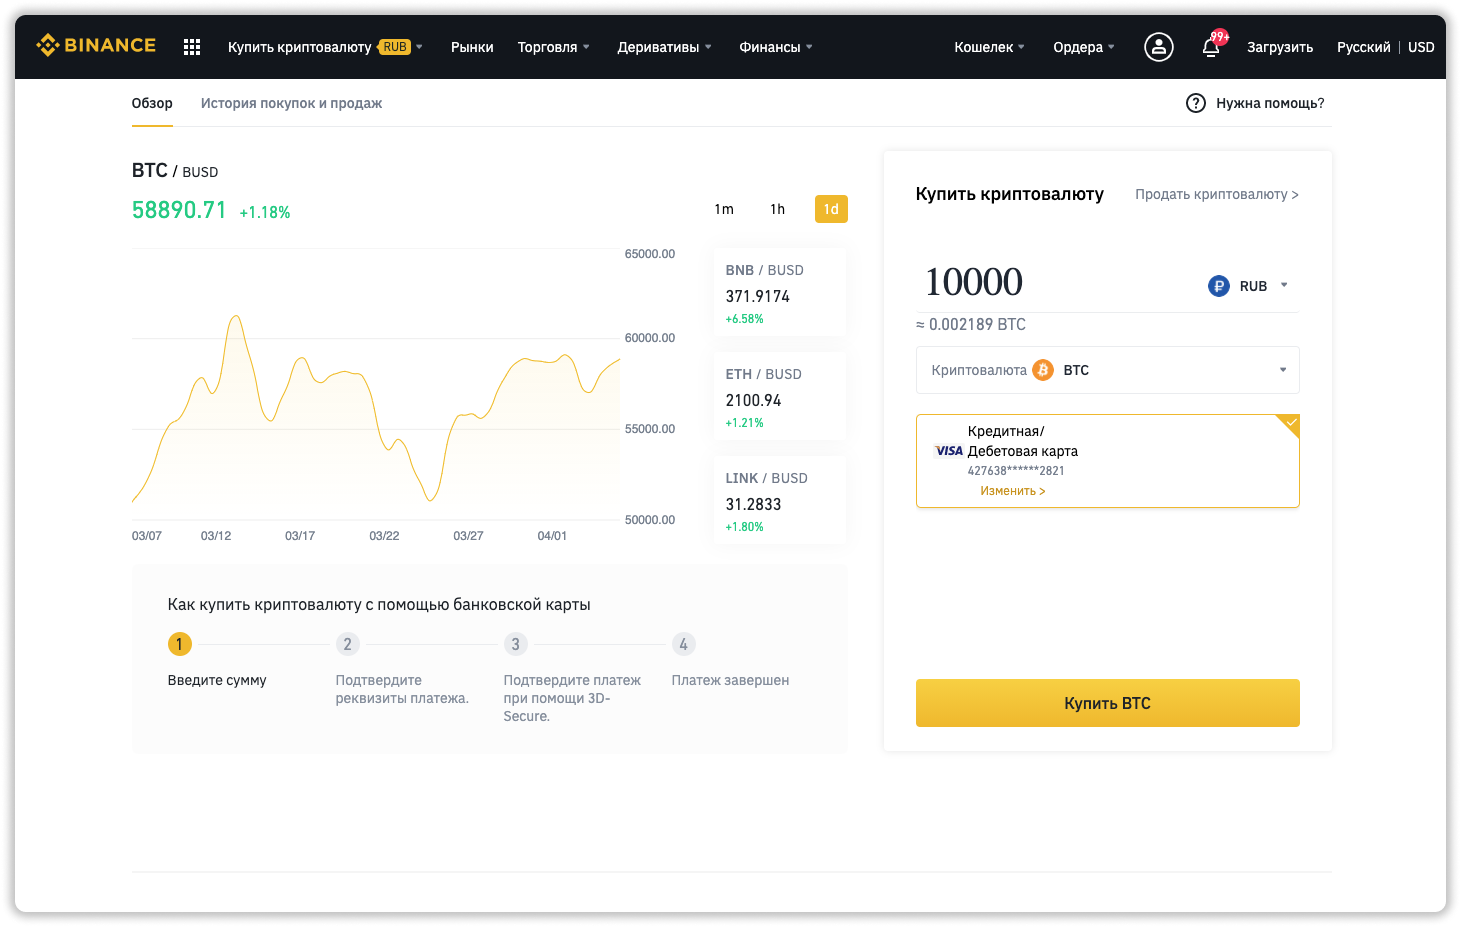 BINANCE
Купить криптовалюту RUB
Рынки
Торговля
Деривативы
Финансы
Кошелек
Ордера
99+
Загрузить
Русский | USD
Обзор
История покупок и продаж
? Нужна помощь?
BTC / BUSD
58890.71 +1.18%
1m
1h
1d
65000.00
60000.00
55000.00
50000.00
03/07
03/12
03/17
03/22
03/27
04/01
BNB / BUSD
371.9174
+6.58%
ETH / BUSD
2100.94
+1.21%
LINK / BUSD
31.2833
+1.80%
Как купить криптовалюту с помощью банковской карты
1
Введите сумму
2
Подтвердите
реквизиты платежа.
3
Подтвердите платеж
при помощи 3D-
Secure.
4
Платеж завершен
Купить криптовалюту
Продать криптовалюту >
10000
₽ RUB
≈ 0.002189 BTC
Криптовалюта ₿ BTC
VISA
Кредитная/
Дебетовая карта
427638******2821
Изменить >
Купить BTC